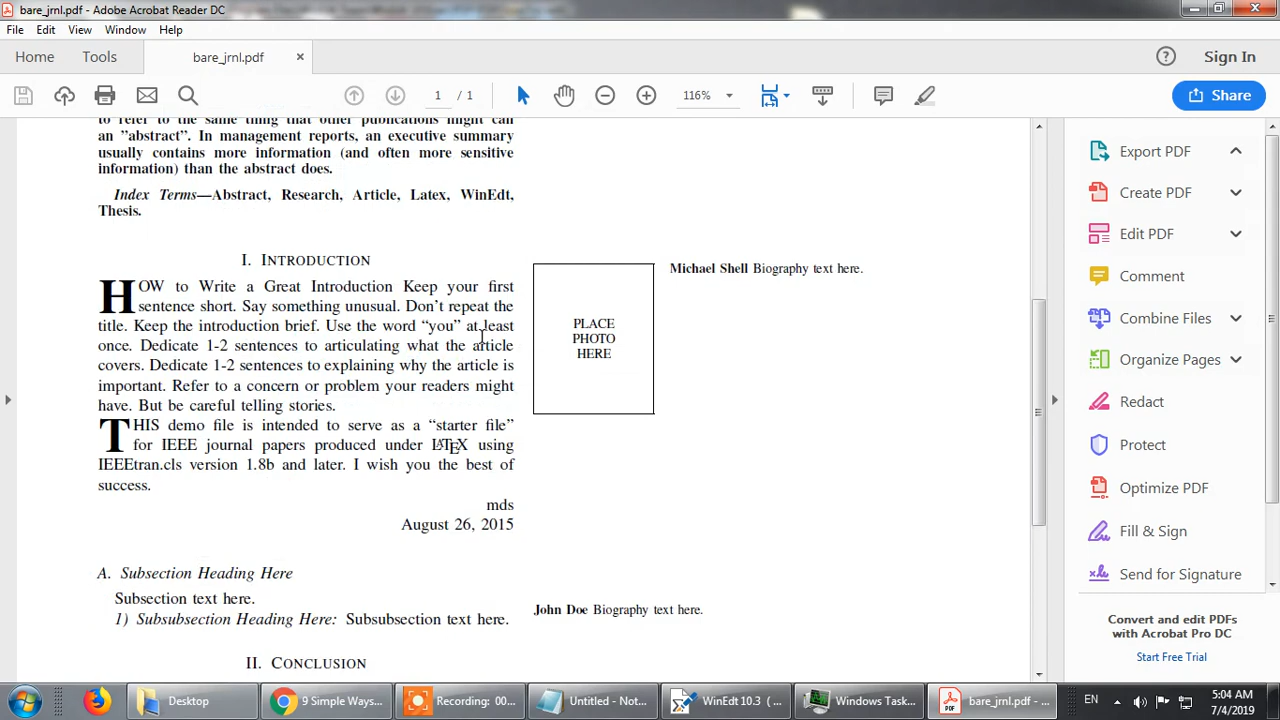 bare_jrnl.pdf - Adobe Acrobat Reader DC
File Edit View Window Help
Home Tools bare_jrnl.pdf × Sign In
1 / 1 116% Share
to refer to the same thing that other publications might call
an "abstract". In management reports, an executive summary
usually contains more information (and often more sensitive
information) than the abstract does.
Index Terms—Abstract, Research, Article, Latex, WinEdt,
Thesis.
I. INTRODUCTION
HOW to Write a Great Introduction Keep your first
sentence short. Say something unusual. Don't repeat the
title. Keep the introduction brief. Use the word “you” at least
once. Dedicate 1-2 sentences to articulating what the article
covers. Dedicate 1-2 sentences to explaining why the article is
important. Refer to a concern or problem your readers might
have. But be careful telling stories.
THIS demo file is intended to serve as a “starter file”
for IEEE journal papers produced under LATEX using
IEEEtran.cls version 1.8b and later. I wish you the best of
success.
mds
August 26, 2015
A. Subsection Heading Here
Subsection text here.
1) Subsubsection Heading Here: Subsubsection text here.
II. CONCLUSION
PLACE
PHOTO
HERE
Michael Shell Biography text here.
John Doe Biography text here.
Export PDF
Create PDF
Edit PDF
Comment
Combine Files
Organize Pages
Redact
Protect
Optimize PDF
Fill & Sign
Send for Signature
Convert and edit PDFs
with Acrobat Pro DC
Start Free Trial
Desktop 9 Simple Ways... Recording: 00... Untitled - Not... WinEdt 10.3 (... Windows Task... bare_jrnl.pdf - ... EN 5:04 AM
7/4/2019